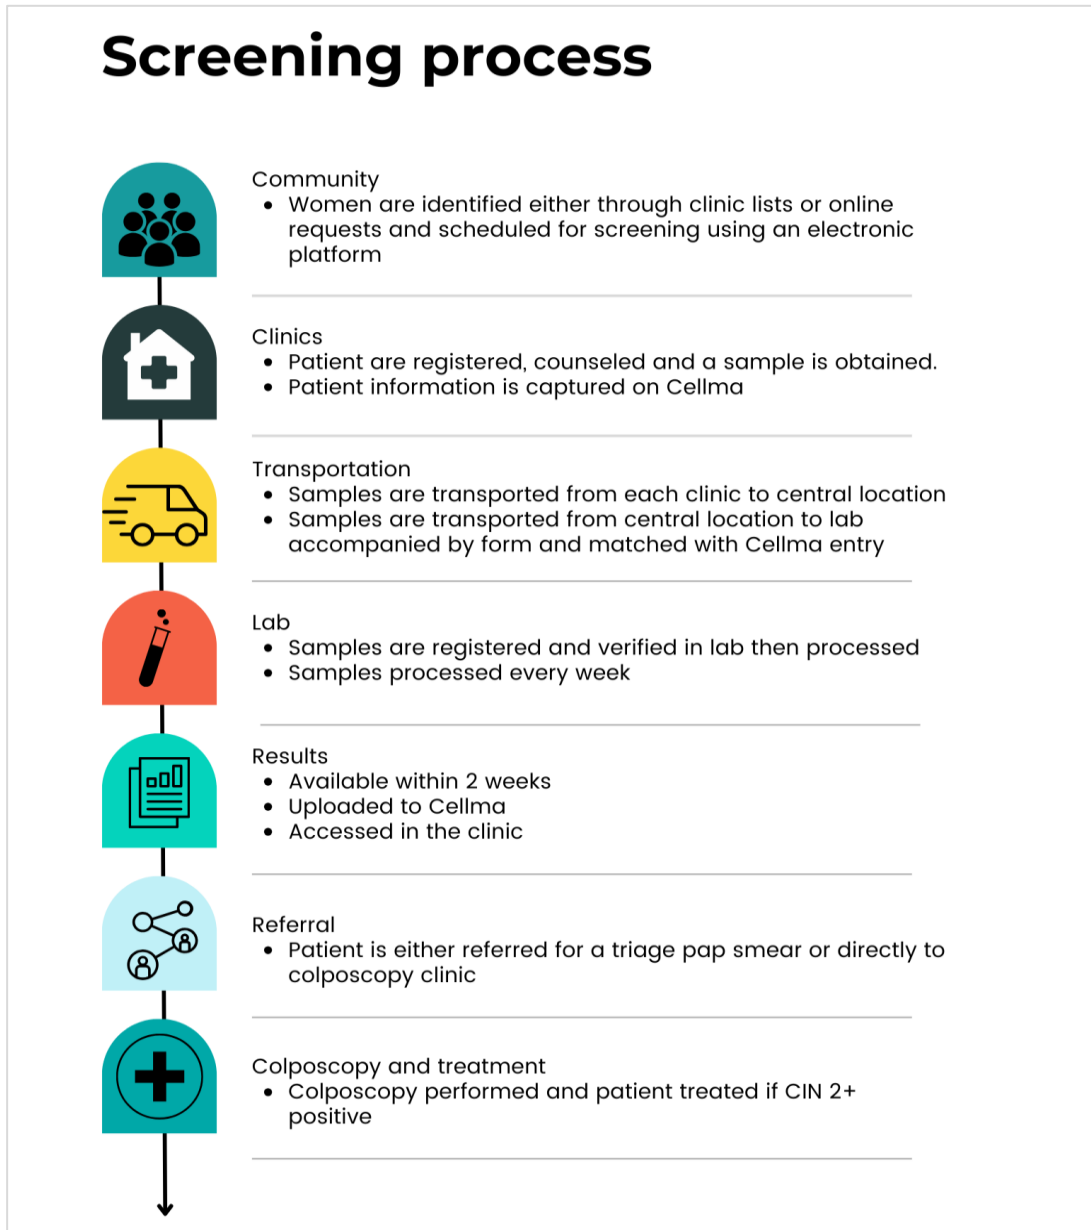 Screening process
Community
• Women are identified either through clinic lists or online
requests and scheduled for screening using an electronic
platform
Clinics
• Patient are registered, counseled and a sample is obtained.
• Patient information is captured on Cellma
Transportation
• Samples are transported from each clinic to central location
• Samples are transported from central location to lab
accompanied by form and matched with Cellma entry
Lab
• Samples are registered and verified in lab then processed
• Samples processed every week
Results
• Available within 2 weeks
• Uploaded to Cellma
• Accessed in the clinic
Referral
• Patient is either referred for a triage pap smear or directly to
colposcopy clinic
Colposcopy and treatment
• Colposcopy performed and patient treated if CIN 2+
positive